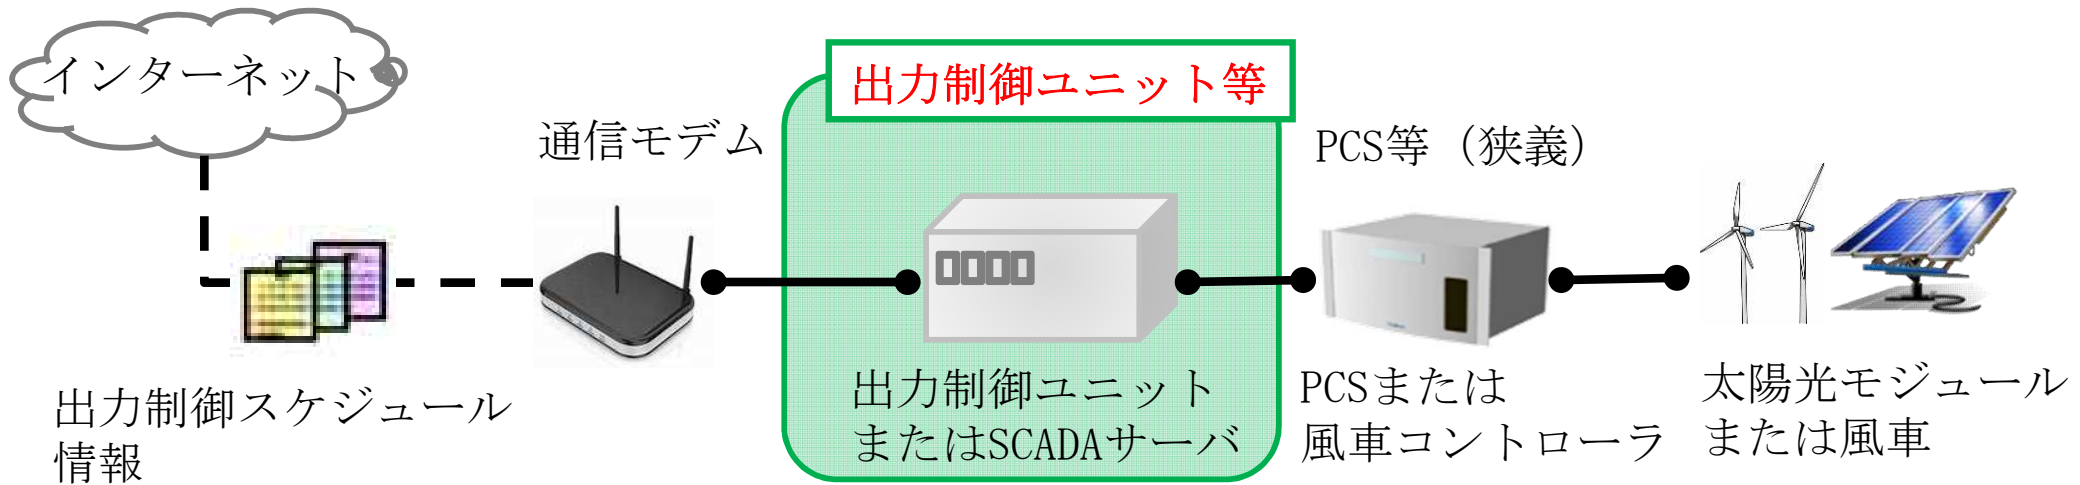 インターネット
出力制御スケジュール
情報
通信モデム
出力制御ユニット等
出力制御ユニット
またはSCADAサーバ
PCS等（狭義）
PCSまたは
風車コントローラ
太陽光モジュール
または風車